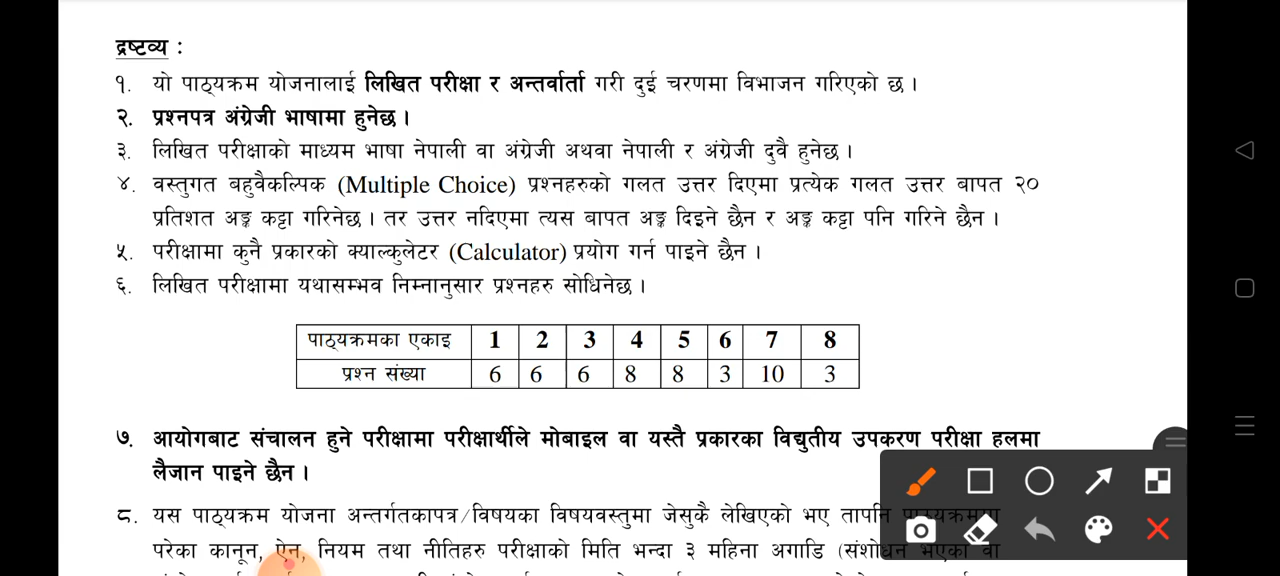 द्रष्टव्य :
१. यो पाठ्यक्रम योजनालाई लिखित परीक्षा र अन्तर्वार्ता गरी दुई चरणमा विभाजन गरिएको छ ।
२. प्रश्नपत्र अंग्रेजी भाषामा हुनेछ ।
३. लिखित परीक्षाको माध्यम भाषा नेपाली वा अंग्रेजी अथवा नेपाली र अंग्रेजी दुवै हुनेछ ।
४. वस्तुगत बहुवैकल्पिक (Multiple Choice) प्रश्नहरुको गलत उत्तर दिएमा प्रत्येक गलत उत्तर बापत २०
प्रतिशत अङ्क कट्टा गरिनेछ । तर उत्तर नदिएमा त्यस बापत अङ्क दिइने छैन र अङ्क कट्टा पनि गरिने छैन ।
५. परीक्षामा कुनै प्रकारको क्याल्कुलेटर (Calculator) प्रयोग गर्न पाइने छैन ।
६. लिखित परीक्षामा यथासम्भव निम्नानुसार प्रश्नहरु सोधिनेछ ।
पाठ्यक्रमका एकाइ 1 2 3 4 5 6 7 8
प्रश्न संख्या 6 6 6 8 8 3 10 3
७. आयोगबाट संचालन हुने परीक्षामा परीक्षार्थीले मोबाइल वा यस्तै प्रकारका विद्युतीय उपकरण परीक्षा हलमा
लैजान पाइने छैन ।
८. यस पाठ्यक्रम योजना अन्तर्गतकापत्र/विषयका विषयवस्तुमा जेसुकै लेखिएको भए तापनि पाठ्यक्रममा
परेका कानून, ऐन, नियम तथा नीतिहरु परीक्षाको मिति भन्दा ३ महिना अगाडि (संशोधन भएका वा